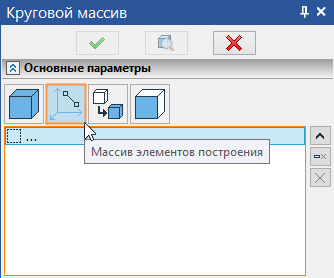 Круговой массив
Основные параметры
...
Массив элементов построения